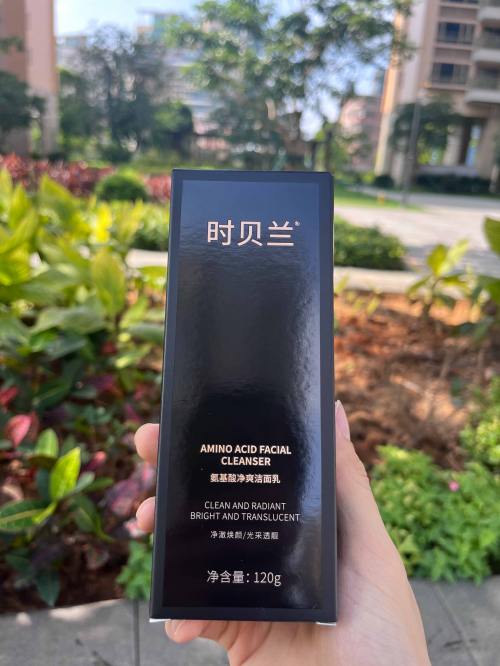 时贝兰®
AMINO ACID FACIAL
CLEANSER
氨基酸净爽洁面乳
CLEAN AND RADIANT
BRIGHT AND TRANSLUCENT
净澈焕颜/光采透靓
净含量：120g